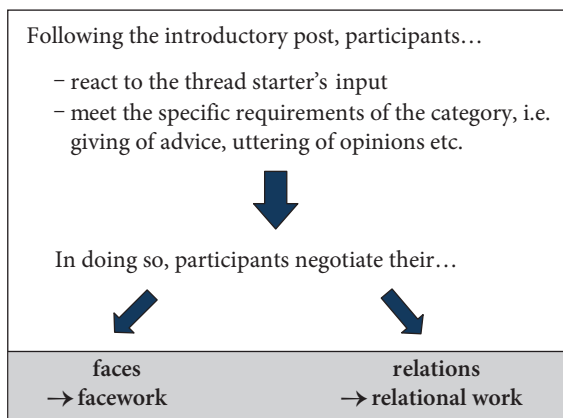 Following the introductory post, participants…
– react to the thread starter’s input
– meet the specific requirements of the category, i.e.
giving of advice, uttering of opinions etc.
In doing so, participants negotiate their…
faces
→ facework
relations
→ relational work